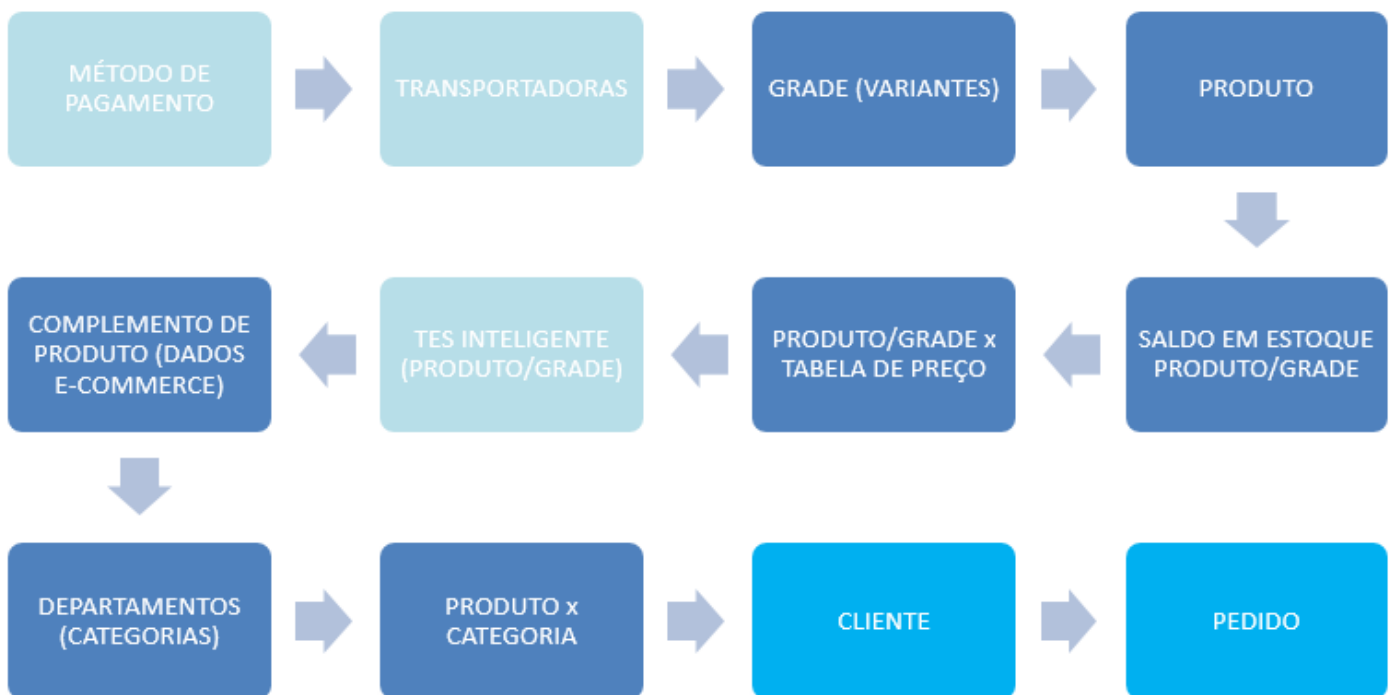 MÉTODO DE
PAGAMENTO
TRANSPORTADORAS
GRADE (VARIANTES)
PRODUTO
SALDO EM ESTOQUE
PRODUTO/GRADE
PRODUTO/GRADE x
TABELA DE PREÇO
TES INTELIGENTE
(PRODUTO/GRADE)
COMPLEMENTO DE
PRODUTO (DADOS
E-COMMERCE)
DEPARTAMENTOS
(CATEGORIAS)
PRODUTO x
CATEGORIA
CLIENTE
PEDIDO